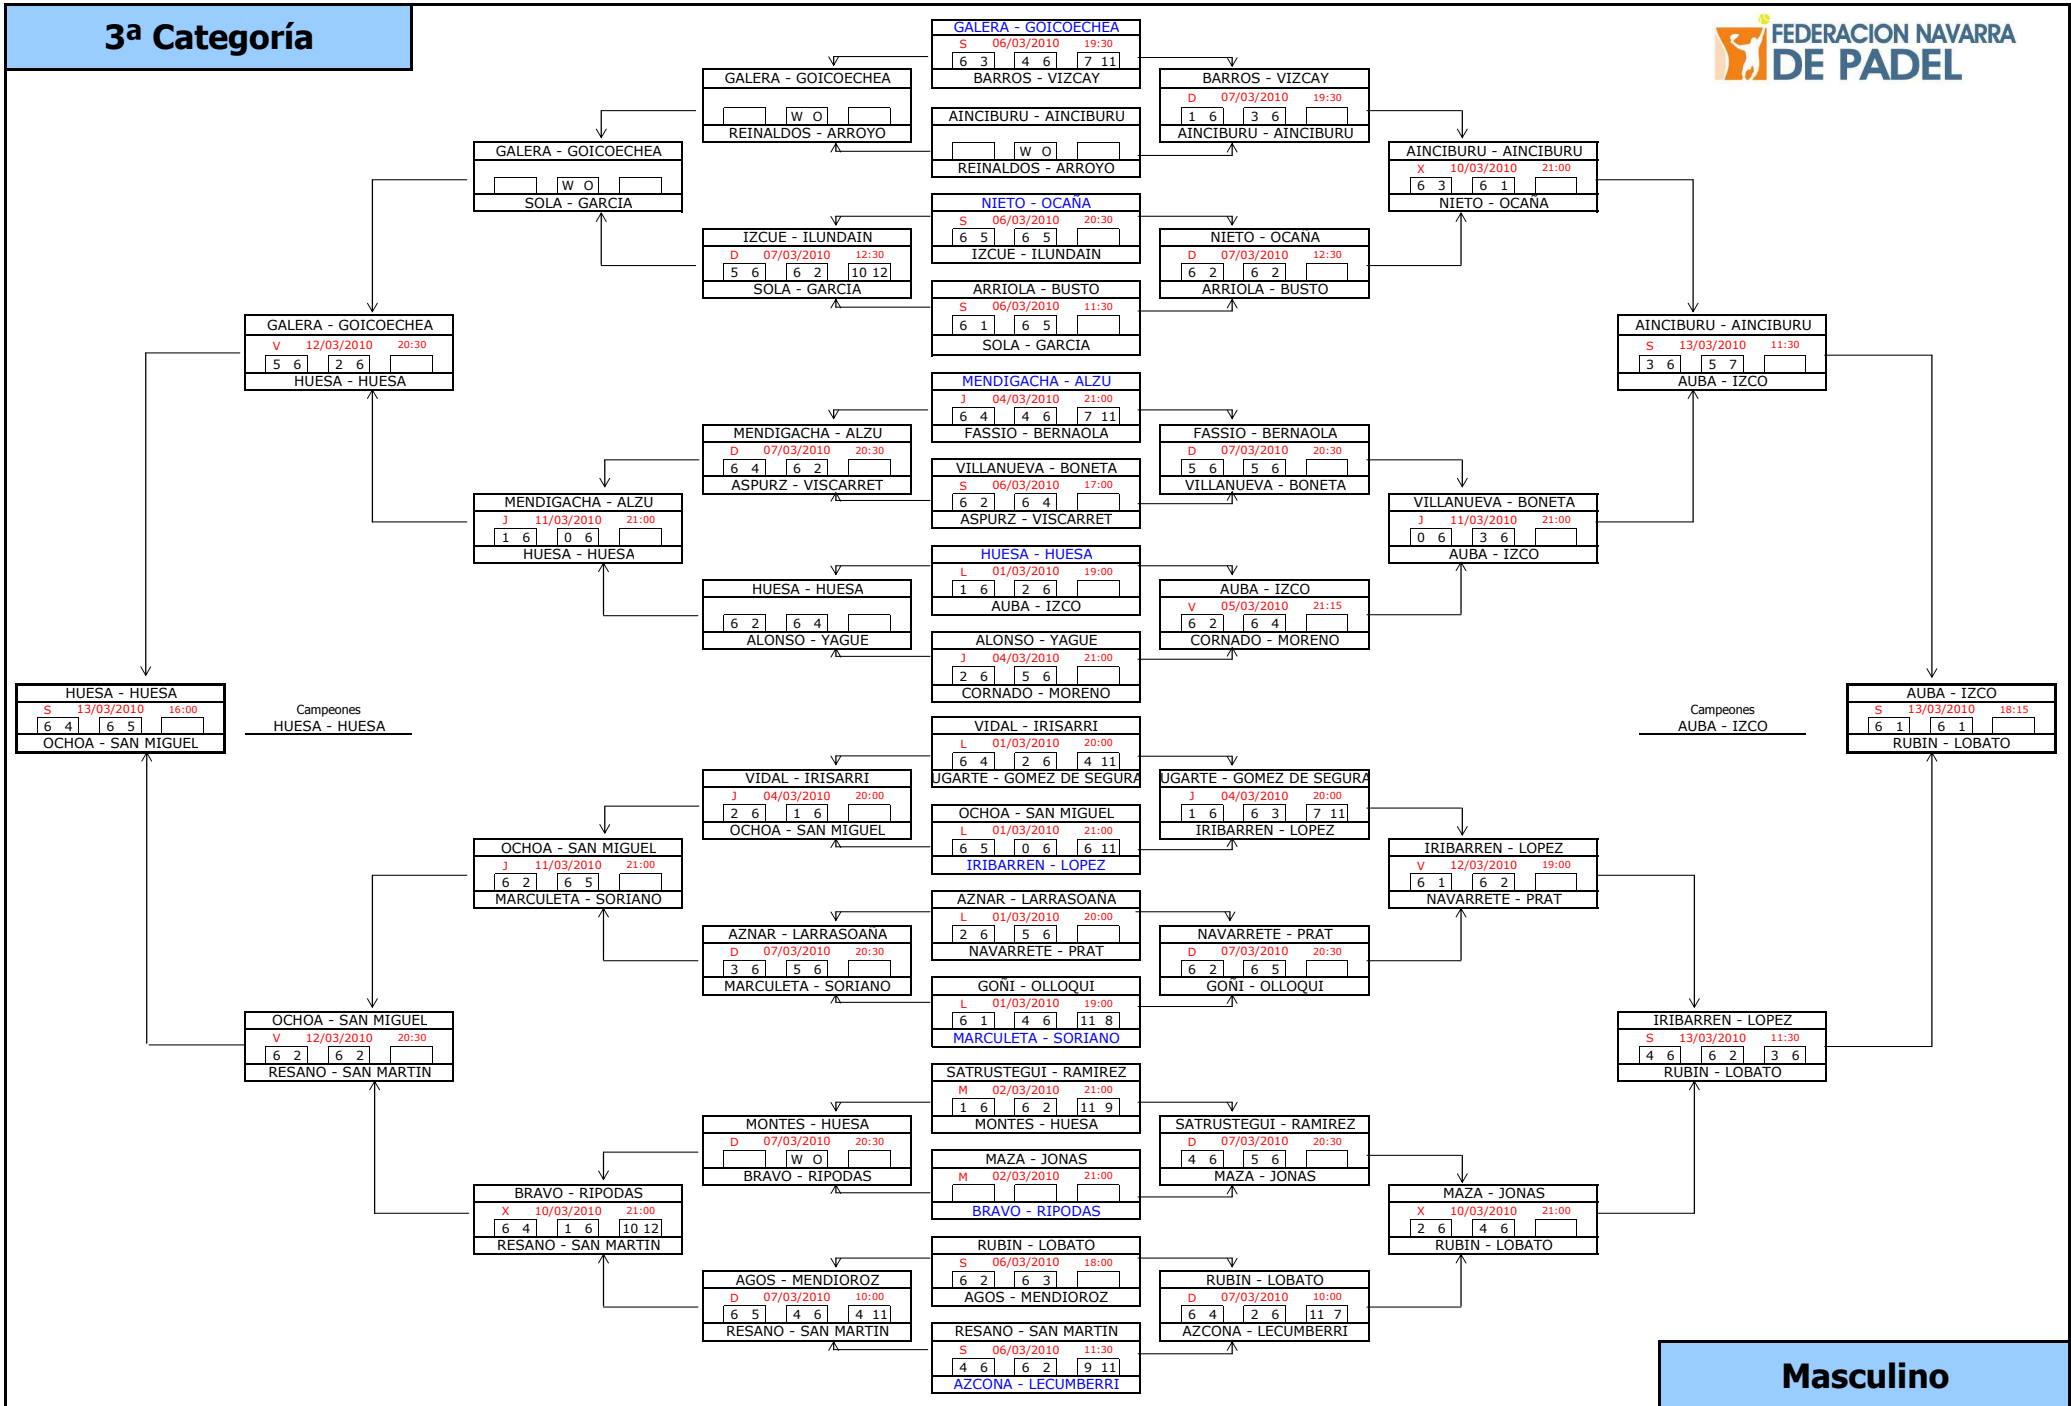 3ª Categoría
FEDERACION NAVARRA
DE PADEL
GALERA - GOICOECHEA
S 06/03/2010 19:30
6 3 4 6 7 11
BARROS - VIZCAY
AINCIBURU - AINCIBURU
W O
REINALDOS - ARROYO
NIETO - OCAÑA
S 06/03/2010 20:30
6 5 6 5
IZCUE - ILUNDAIN
ARRIOLA - BUSTO
S 06/03/2010 11:30
6 1 6 5
SOLA - GARCIA
MENDIGACHA - ALZU
J 04/03/2010 21:00
6 4 4 6 7 11
FASSIO - BERNAOLA
VILLANUEVA - BONETA
S 06/03/2010 17:00
6 2 6 4
ASPURZ - VISCARRET
HUESA - HUESA
L 01/03/2010 19:00
1 6 2 6
AUBA - IZCO
ALONSO - YAGUE
J 04/03/2010 21:00
2 6 5 6
CORNADO - MORENO
VIDAL - IRISARRI
L 01/03/2010 20:00
6 4 2 6 4 11
UGARTE - GOMEZ DE SEGURA
OCHOA - SAN MIGUEL
L 01/03/2010 21:00
6 5 0 6 6 11
IRIBARREN - LOPEZ
AZNAR - LARRASOAÑA
L 01/03/2010 20:00
2 6 5 6
NAVARRETE - PRAT
GOÑI - OLLOQUI
L 01/03/2010 19:00
6 1 4 6 11 8
MARCULETA - SORIANO
SATRUSTEGUI - RAMIREZ
M 02/03/2010 21:00
1 6 6 2 11 9
MONTES - HUESA
MAZA - JONAS
M 02/03/2010 21:00
BRAVO - RIPODAS
RUBIN - LOBATO
S 06/03/2010 18:00
6 2 6 3
AGOS - MENDIOROZ
RESANO - SAN MARTIN
S 06/03/2010 11:30
4 6 6 2 9 11
AZCONA - LECUMBERRI
GALERA - GOICOECHEA
W O
REINALDOS - ARROYO
IZCUE - ILUNDAIN
D 07/03/2010 12:30
5 6 6 2 10 12
SOLA - GARCIA
MENDIGACHA - ALZU
D 07/03/2010 20:30
6 4 6 2
ASPURZ - VISCARRET
HUESA - HUESA
6 2 6 4
ALONSO - YAGUE
VIDAL - IRISARRI
J 04/03/2010 20:00
2 6 1 6
OCHOA - SAN MIGUEL
AZNAR - LARRASOAÑA
D 07/03/2010 20:30
3 6 5 6
MARCULETA - SORIANO
MONTES - HUESA
D 07/03/2010 20:30
W O
BRAVO - RIPODAS
AGOS - MENDIOROZ
D 07/03/2010 10:00
6 5 4 6 4 11
RESANO - SAN MARTIN
GALERA - GOICOECHEA
W O
SOLA - GARCIA
MENDIGACHA - ALZU
J 11/03/2010 21:00
1 6 0 6
HUESA - HUESA
OCHOA - SAN MIGUEL
J 11/03/2010 21:00
6 2 6 5
MARCULETA - SORIANO
BRAVO - RIPODAS
X 10/03/2010 21:00
6 4 1 6 10 12
RESANO - SAN MARTIN
GALERA - GOICOECHEA
V 12/03/2010 20:30
5 6 2 6
HUESA - HUESA
OCHOA - SAN MIGUEL
V 12/03/2010 20:30
6 2 6 2
RESANO - SAN MARTIN
HUESA - HUESA
S 13/03/2010 16:00
6 4 6 5
OCHOA - SAN MIGUEL
Campeones
HUESA - HUESA
BARROS - VIZCAY
D 07/03/2010 19:30
1 6 3 6
AINCIBURU - AINCIBURU
NIETO - OCAÑA
D 07/03/2010 12:30
6 2 6 2
ARRIOLA - BUSTO
FASSIO - BERNAOLA
D 07/03/2010 20:30
5 6 5 6
VILLANUEVA - BONETA
AUBA - IZCO
V 05/03/2010 21:15
6 2 6 4
CORNADO - MORENO
UGARTE - GOMEZ DE SEGURA
J 04/03/2010 20:00
1 6 6 3 7 11
IRIBARREN - LOPEZ
NAVARRETE - PRAT
D 07/03/2010 20:30
6 2 6 5
GOÑI - OLLOQUI
SATRUSTEGUI - RAMIREZ
D 07/03/2010 20:30
4 6 5 6
MAZA - JONAS
RUBIN - LOBATO
D 07/03/2010 10:00
6 4 2 6 11 7
AZCONA - LECUMBERRI
AINCIBURU - AINCIBURU
X 10/03/2010 21:00
6 3 6 1
NIETO - OCAÑA
VILLANUEVA - BONETA
J 11/03/2010 21:00
0 6 3 6
AUBA - IZCO
IRIBARREN - LOPEZ
V 12/03/2010 19:00
6 1 6 2
NAVARRETE - PRAT
MAZA - JONAS
X 10/03/2010 21:00
2 6 4 6
RUBIN - LOBATO
AINCIBURU - AINCIBURU
S 13/03/2010 11:30
3 6 5 7
AUBA - IZCO
IRIBARREN - LOPEZ
S 13/03/2010 11:30
4 6 6 2 3 6
RUBIN - LOBATO
Campeones
AUBA - IZCO
AUBA - IZCO
S 13/03/2010 18:15
6 1 6 1
RUBIN - LOBATO
Masculino